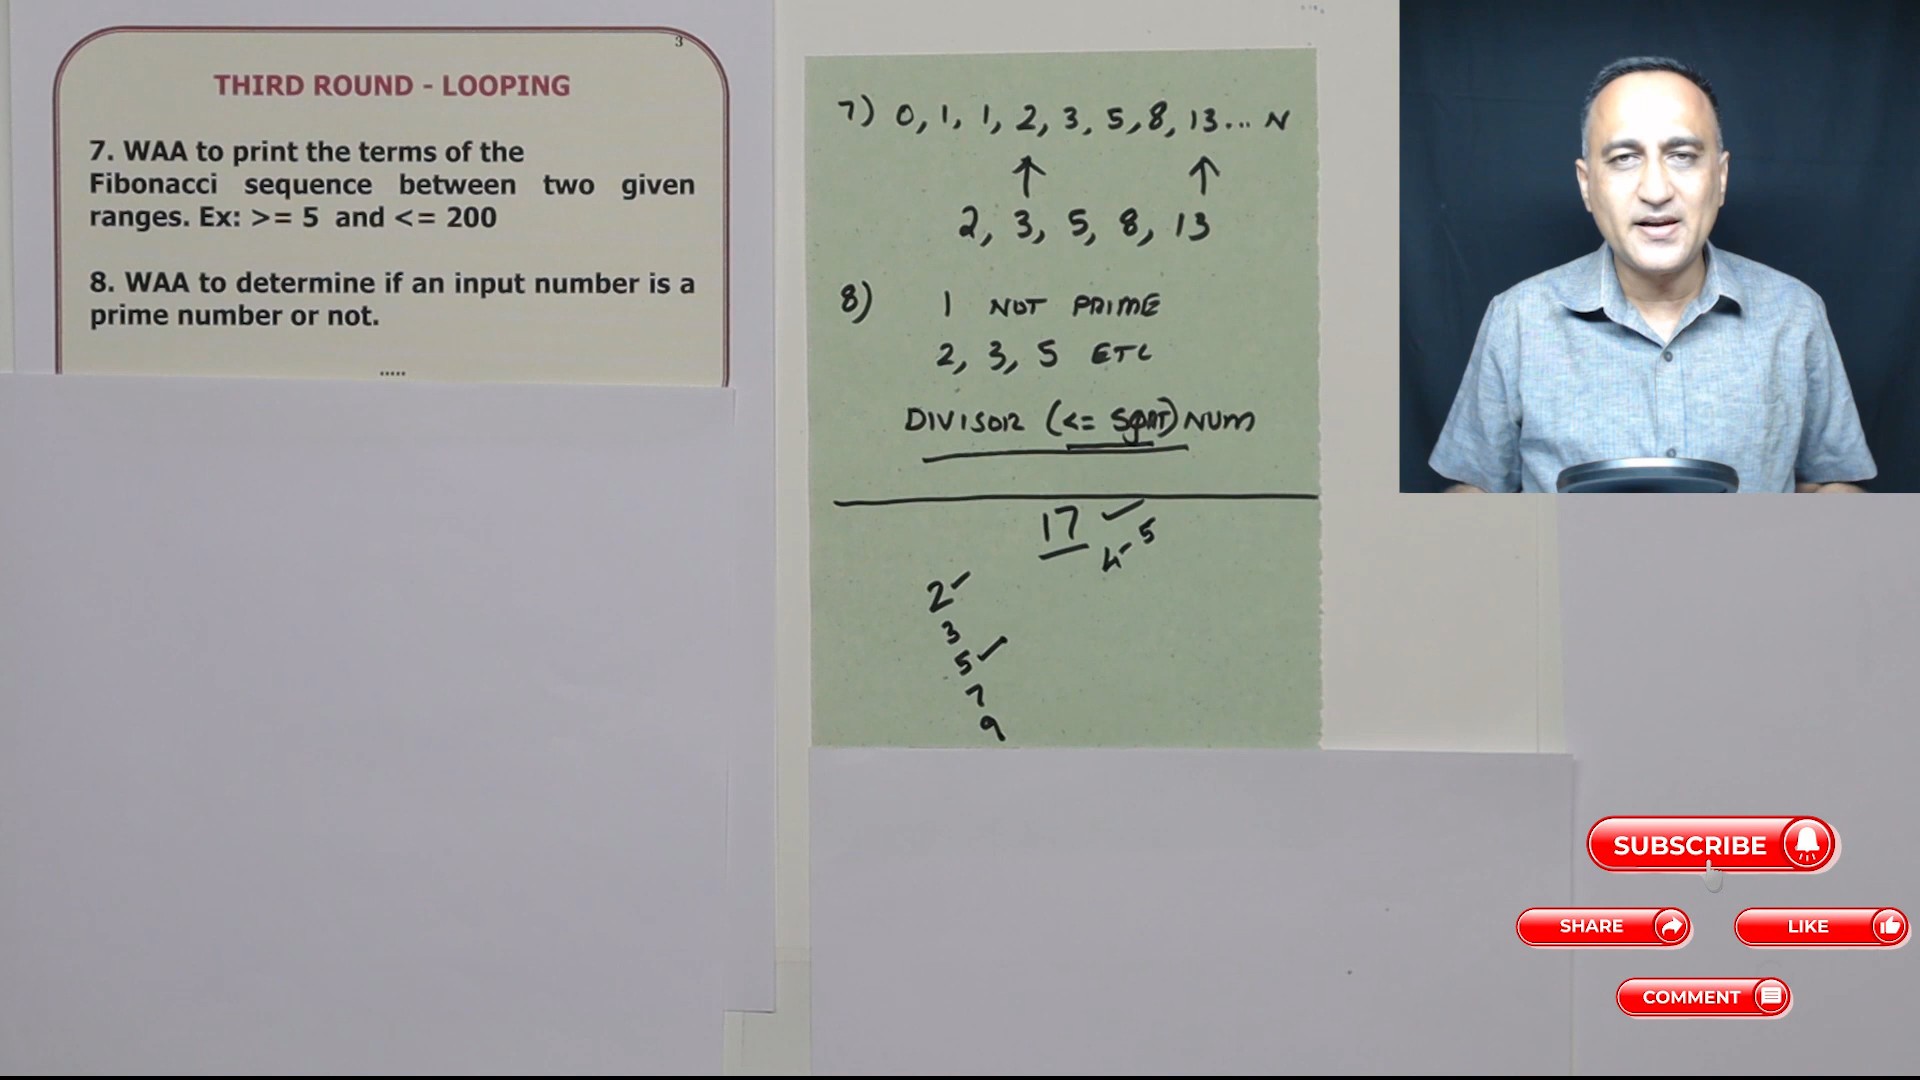 3
THIRD ROUND - LOOPING
7. WAA to print the terms of the
Fibonacci sequence between two given
ranges. Ex: >= 5 and <= 200
8. WAA to determine if an input number is a
prime number or not.
.....
7) 0, 1, 1, 2, 3, 5, 8, 13... N
2, 3, 5, 8, 13
8) 1 NOT PRIME
2, 3, 5 ETC
DIVISOR (<= SQRT) NUM
17
4 5
2
3
5
7
9
SUBSCRIBE
SHARE
LIKE
COMMENT